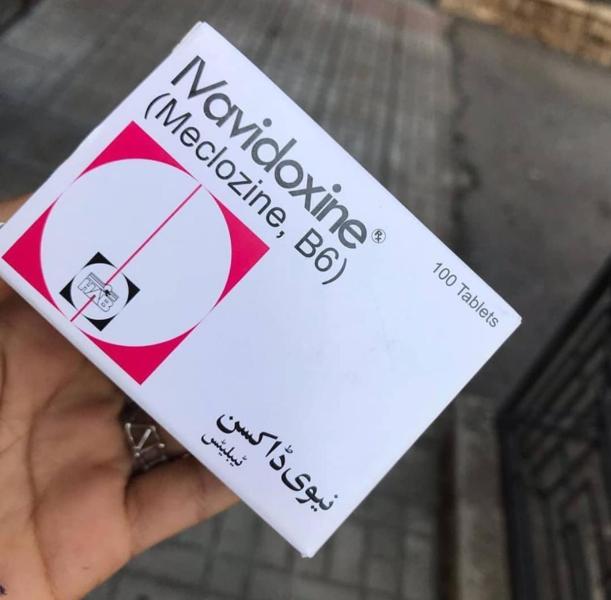 Navidoxine®
(Meclozine, B6)
100 Tablets
نیوی ڈاکسن
ٹیبلیٹس